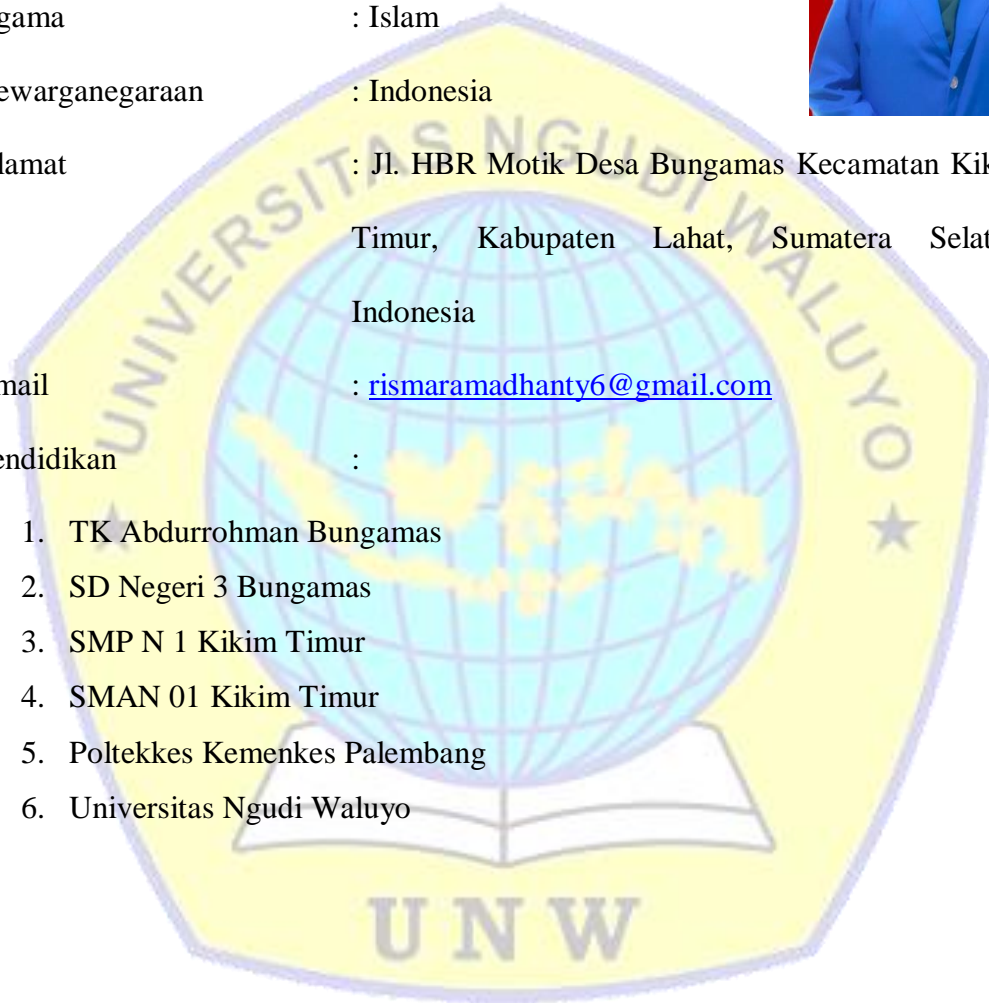 gama : Islam
ewarganegaraan : Indonesia
lamat : Jl. HBR Motik Desa Bungamas Kecamatan Kik
Timur, Kabupaten Lahat, Sumatera Selat
Indonesia
mail : rismaramadhanty6@gmail.com
endidikan :
1. TK Abdurrohman Bungamas
2. SD Negeri 3 Bungamas
3. SMP N 1 Kikim Timur
4. SMAN 01 Kikim Timur
5. Poltekkes Kemenkes Palembang
6. Universitas Ngudi Waluyo
UNIVERSITAS NGUDI WALUYO
UNW